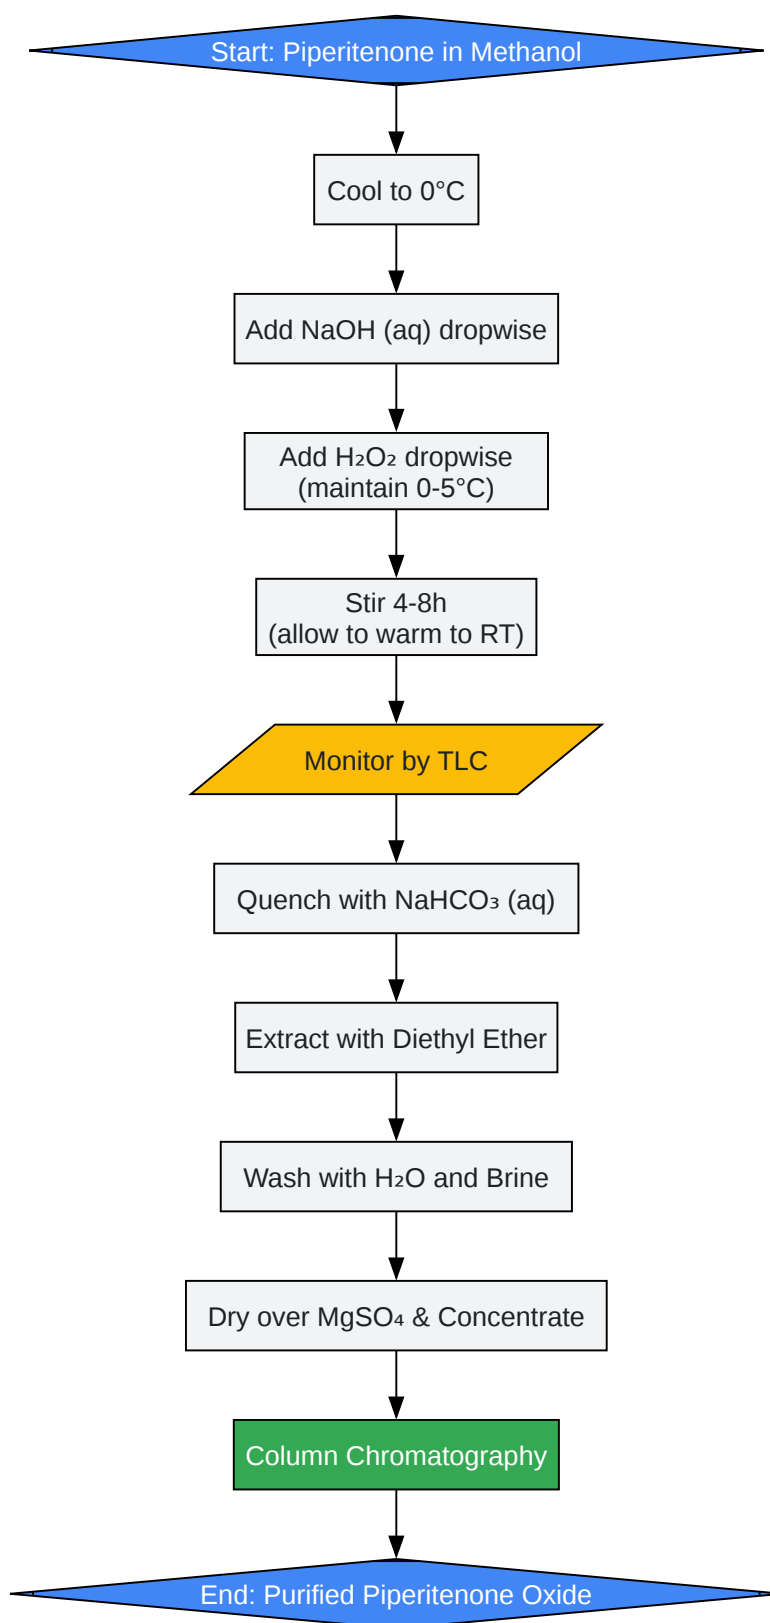 Start: Piperitenone in Methanol
Cool to 0°C
Add NaOH (aq) dropwise
Add H₂O₂ dropwise
(maintain 0-5°C)
Stir 4-8h
(allow to warm to RT)
Monitor by TLC
Quench with NaHCO₃ (aq)
Extract with Diethyl Ether
Wash with H₂O and Brine
Dry over MgSO₄ & Concentrate
Column Chromatography
End: Purified Piperitenone Oxide